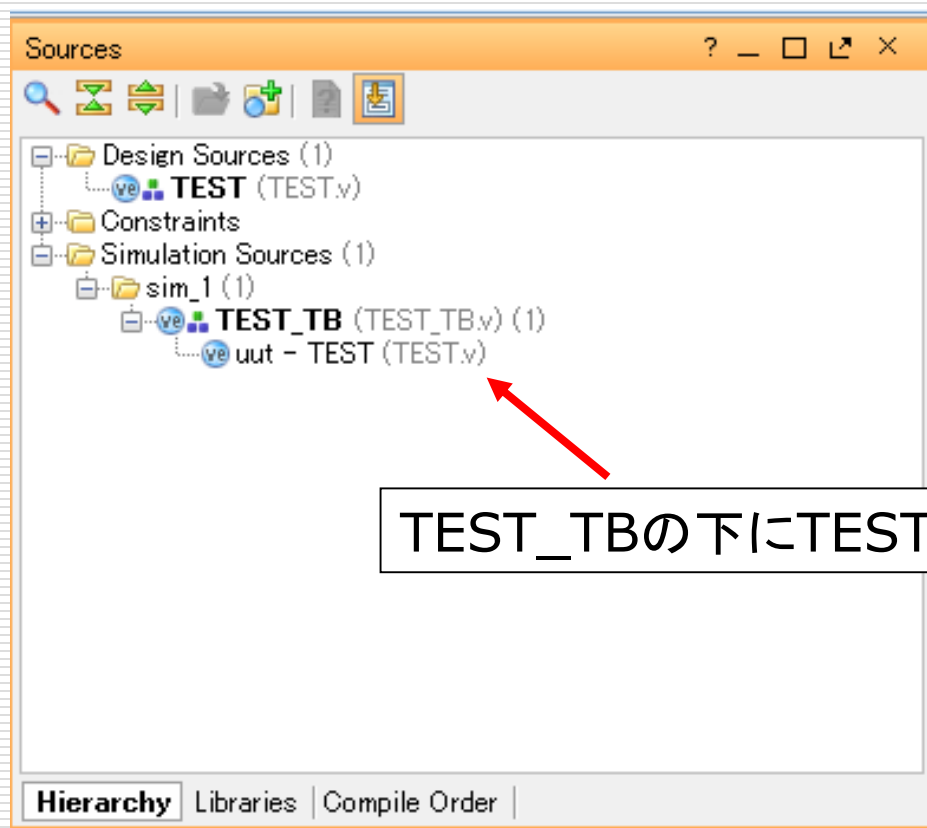 Sources
Design Sources (1)
TEST (TEST.v)
Constraints
Simulation Sources (1)
sim_1 (1)
TEST_TB (TEST_TB.v) (1)
uut - TEST (TEST.v)
TEST_TBの下にTEST
Hierarchy Libraries Compile Order